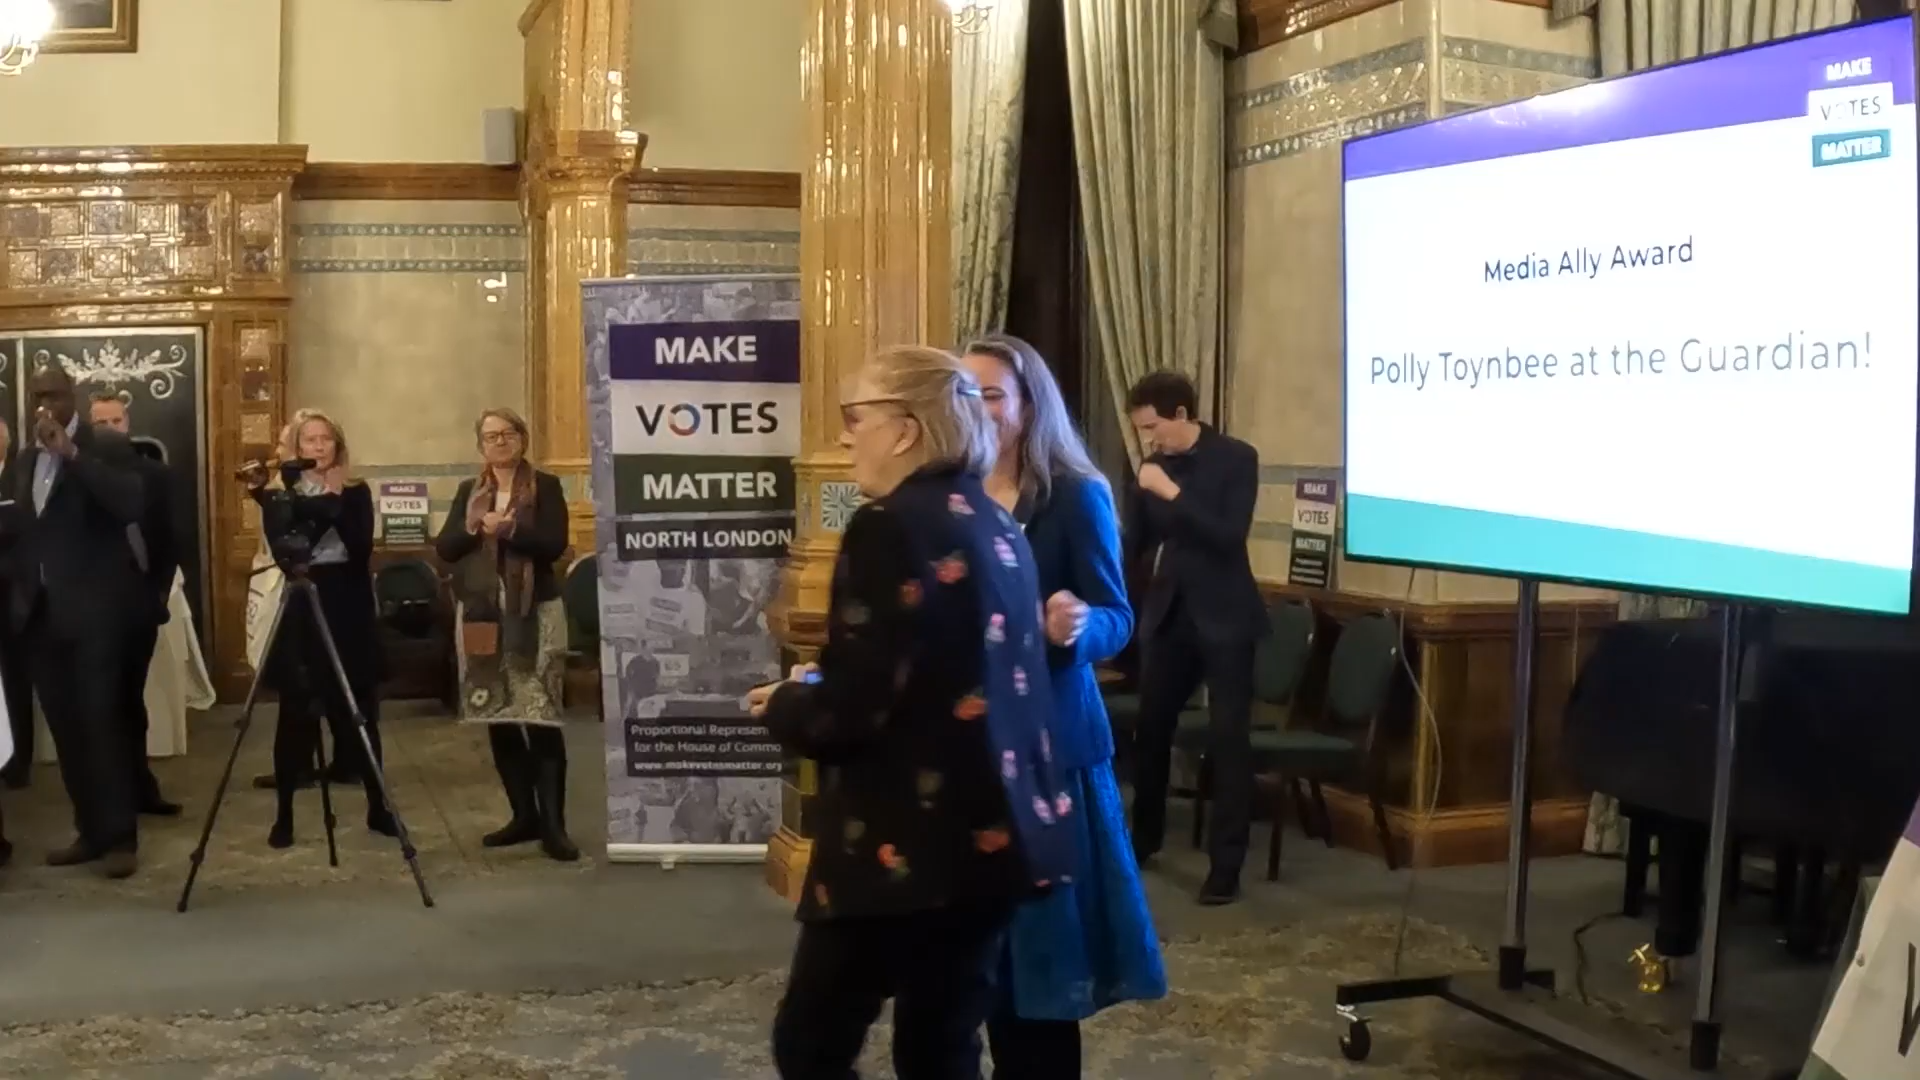 MAKE
VOTES
MATTER
Media Ally Award
Polly Toynbee at the Guardian!
MAKE
VOTES
MATTER
NORTH LONDON
Proportional Represen
for the House of Commo
www.makevotesmatter.org
MAKE
VOTES
MATTER
MAKE
VOTES
MATTER